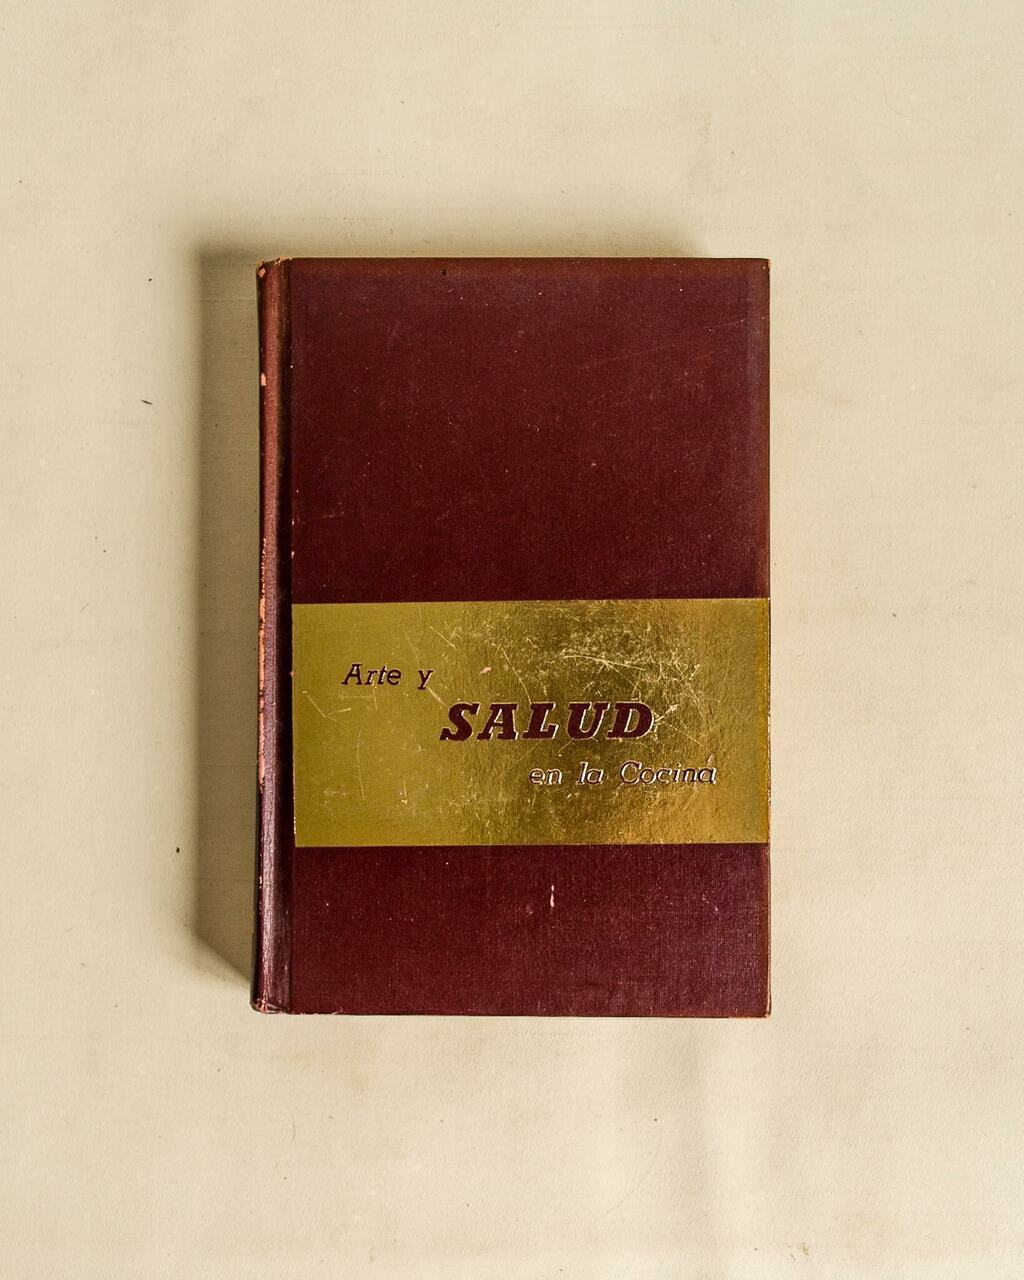 Arte y
SALUD
en la Cocina